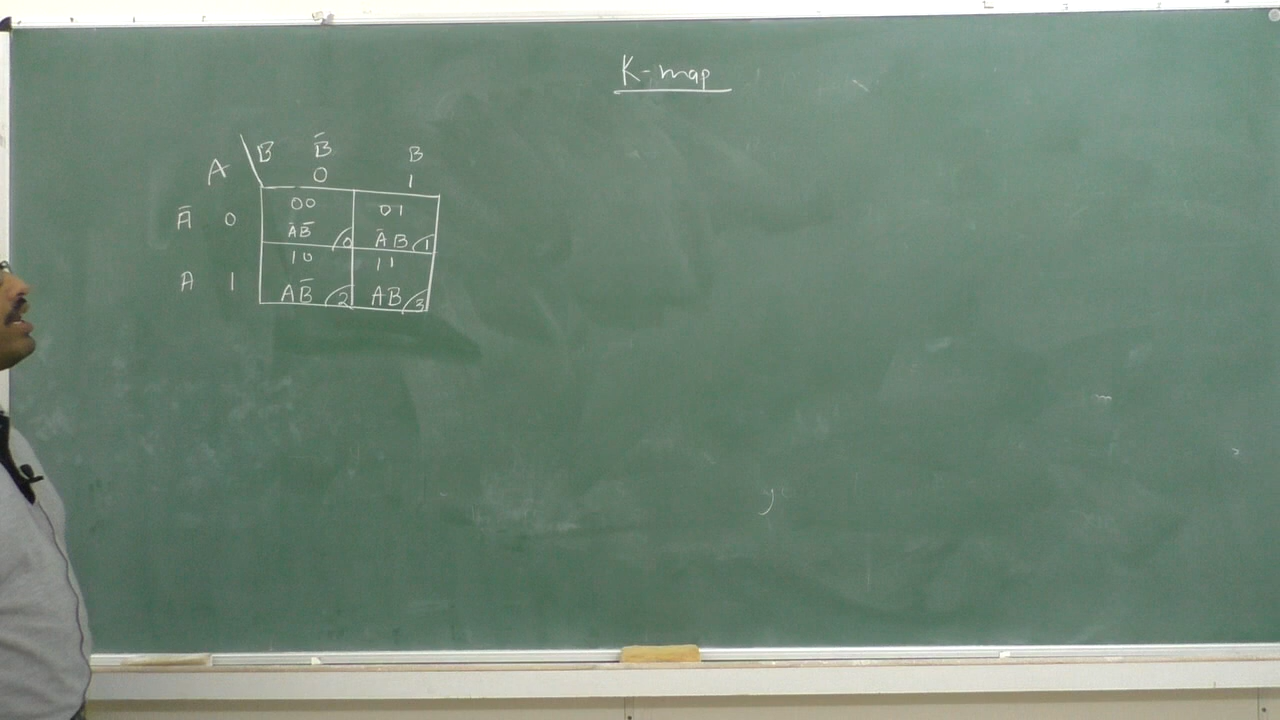 K-map
B B̄ B
A 0 1
Ā 0 00 01
ĀB̄ 0 ĀB 1
A 1 10 11
AB̄ 2 AB 3